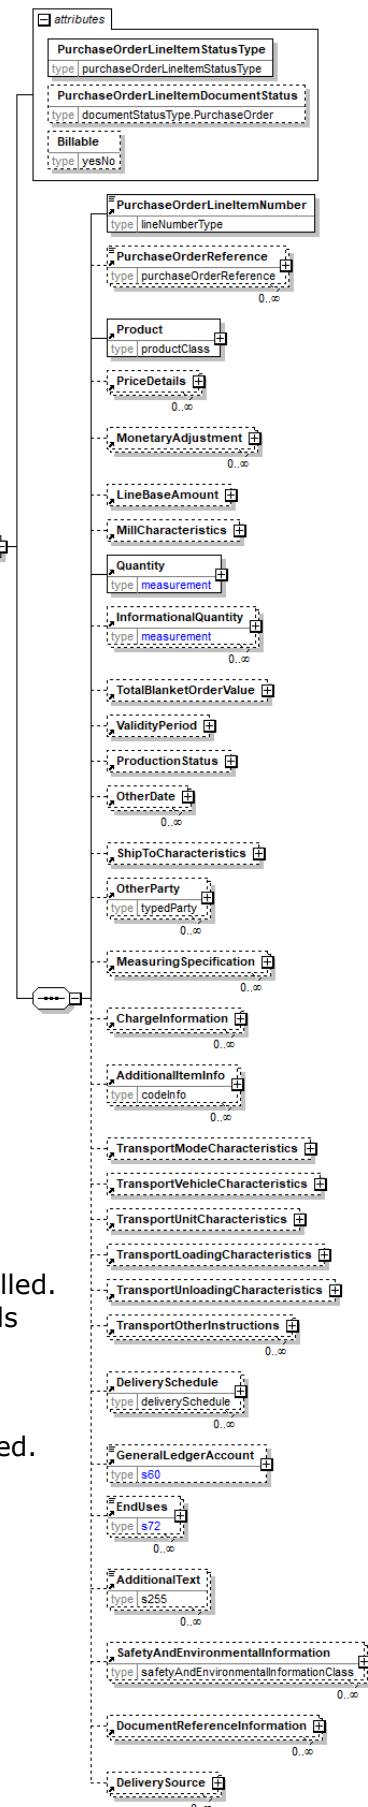 attributes
PurchaseOrderLineItemStatusType
type purchaseOrderLineItemStatusType
PurchaseOrderLineItemDocumentStatus
type documentStatusType.PurchaseOrder
Billable
type yesNo
PurchaseOrderLineItemNumber
type lineNumberType
PurchaseOrderReference
type purchaseOrderReference
0..∞
Product
type productClass
PriceDetails
0..∞
MonetaryAdjustment
0..∞
LineBaseAmount
MillCharacteristics
Quantity
type measurement
InformationalQuantity
type measurement
0..∞
TotalBlanketOrderValue
ValidityPeriod
ProductionStatus
OtherDate
0..∞
ShipToCharacteristics
OtherParty
type typedParty
0..∞
MeasuringSpecification
0..∞
ChargeInformation
0..∞
AdditionalItemInfo
type codeInfo
0..∞
TransportModeCharacteristics
TransportVehicleCharacteristics
TransportUnitCharacteristics
TransportLoadingCharacteristics
lled.
TransportUnloadingCharacteristics
ls
TransportOtherInstructions
0..∞
DeliverySchedule
type deliverySchedule
0..∞
ed.
GeneralLedgerAccount
type s60
EndUses
type s72
0..∞
AdditionalText
type s255
0..∞
SafetyAndEnvironmentalInformation
type safetyAndEnvironmentalInformationClass
0..∞
DocumentReferenceInformation
0..∞
DeliverySource
0..∞